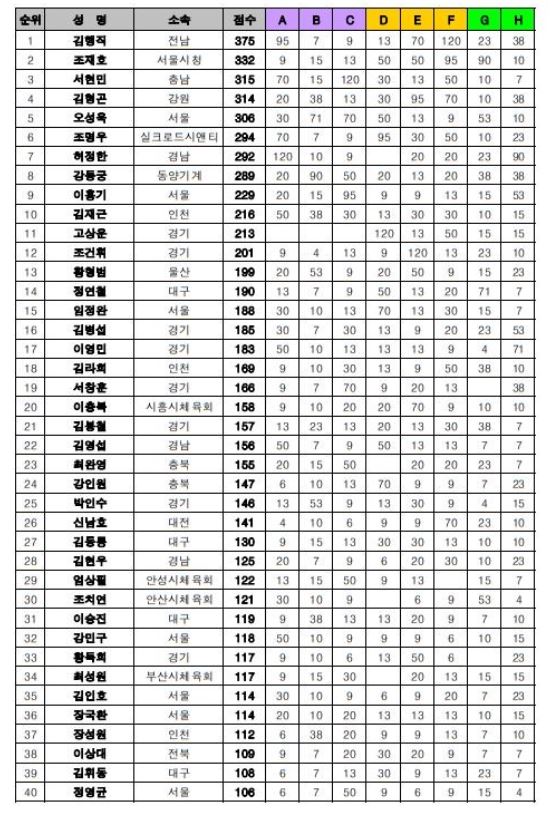 순위 성 명 소속 점수 A B C D E F G H
1 김행직 전남 375 95 7 9 13 70 120 23 38
2 조재호 서울시청 332 9 15 13 50 50 95 90 10
3 서현민 충남 315 70 15 120 30 13 50 10 7
4 김형곤 강원 314 20 38 13 30 95 70 10 38
5 오성욱 서울 306 30 71 70 50 13 9 53 10
6 조명우 실크로드시앤티 294 70 7 9 95 30 50 10 23
7 허정한 경남 292 120 10 9 20 20 23 90
8 강동궁 동양기계 289 20 90 50 20 13 20 38 38
9 이홍기 서울 229 20 15 95 9 9 13 15 53
10 김재근 인천 216 50 38 30 13 30 30 10 15
11 고상운 경기 213 120 13 50 15 15
12 조건휘 경기 201 9 4 13 9 120 13 23 10
13 황형범 울산 199 20 53 9 20 50 9 15 23
14 정연철 대구 190 13 7 9 50 13 20 71 7
15 임정완 서울 188 30 10 13 70 13 30 15 7
16 김병섭 경기 185 30 7 30 13 9 20 23 53
17 이영민 경기 183 50 10 13 13 13 9 4 71
18 김라희 인천 169 9 10 30 13 9 50 38 10
19 서창훈 경기 166 9 7 70 9 20 13 38
20 이충복 시흥시체육회 158 9 10 20 20 70 9 10 10
21 김봉철 경기 157 13 23 13 20 13 30 38 7
22 김영섭 경남 156 50 7 9 50 13 13 7 7
23 최완영 충북 155 20 15 50 20 20 23 7
24 강인원 충북 147 6 10 13 70 9 9 7 23
25 박인수 경기 146 13 53 9 13 30 9 4 15
26 신남호 대전 141 4 10 6 9 9 70 23 10
27 김동룡 대구 130 9 15 13 30 30 13 10 10
28 김현우 경남 125 20 7 9 6 20 30 10 23
29 엄상필 안성시체육회 122 13 15 50 9 13 15 7
30 조치연 안산시체육회 121 30 10 9 6 9 53 4
31 이승진 대구 119 9 38 13 13 20 9 7 10
32 강민구 서울 118 50 10 9 9 9 6 10 15
33 황득희 경기 117 9 10 6 13 50 6 23
34 최성원 부산시체육회 117 9 15 30 20 13 15 15
35 김인호 서울 114 30 10 9 6 9 20 7 23
36 장국환 서울 114 20 10 20 13 13 13 10 15
37 장성원 인천 112 6 38 20 9 9 13 7 10
38 이상대 전북 109 9 7 20 30 20 9 7 7
39 김휘동 대구 108 6 7 13 30 9 13 23 7
40 정영균 서울 106 6 7 50 9 6 9 15 4